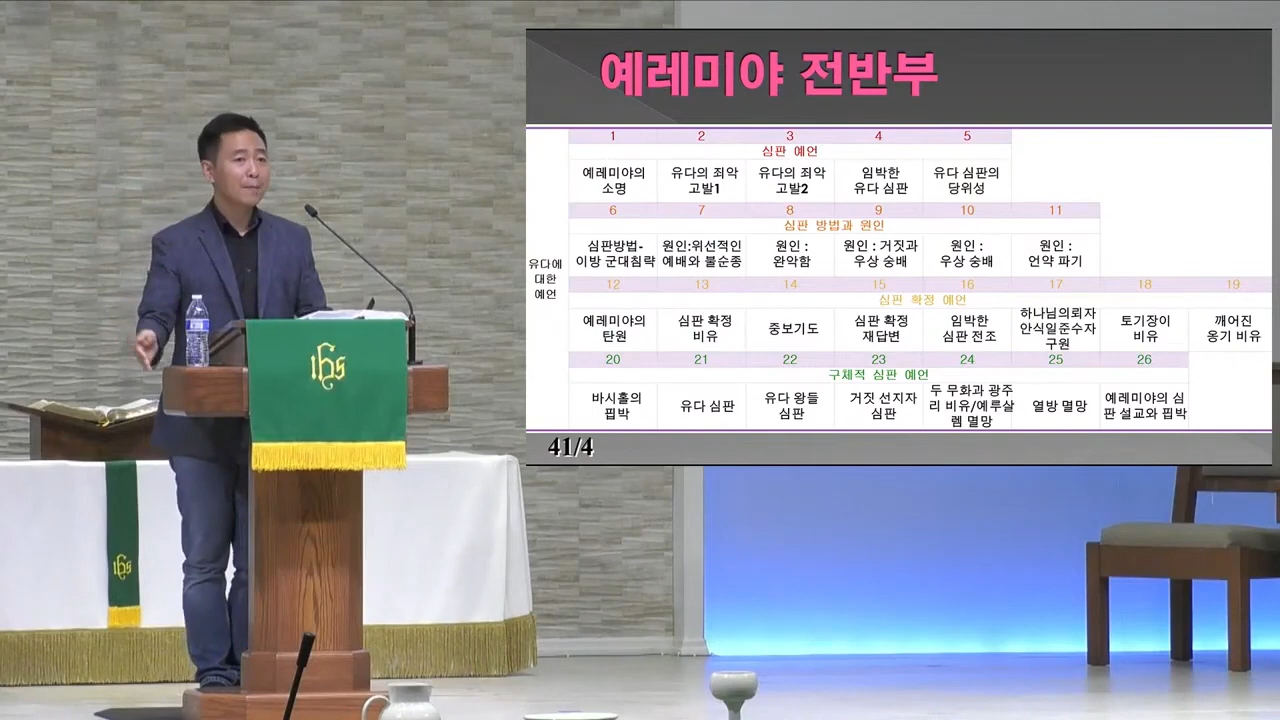 예레미야 전반부
1 2 3 4 5
심판 예언
예레미야의 소명
유다의 죄악 고발1
유다의 죄악 고발2
임박한 유다 심판
유다 심판의 당위성
6 7 8 9 10 11
심판 방법과 원인
심판방법- 이방 군대침략
원인:위선적인 예배와 불순종
원인 : 완악함
원인 : 거짓과 우상 숭배
원인 : 우상 숭배
원인 : 언약 파기
유다에 대한 예언
12 13 14 15 16 17 18 19
심판 확정 예언
예레미야의 탄원
심판 확정 비유
중보기도
심판 확정 재답변
임박한 심판 전조
하나님의뢰자 안식일준수자 구원
토기장이 비유
깨어진 옹기 비유
20 21 22 23 24 25 26
구체적 심판 예언
바시훌의 핍박
유다 심판
유다 왕들 심판
거짓 선지자 심판
두 무화과 광주리 비유/예루살렘 멸망
열방 멸망
예레미야의 심판 설교와 핍박
41/4
IHS
IHS